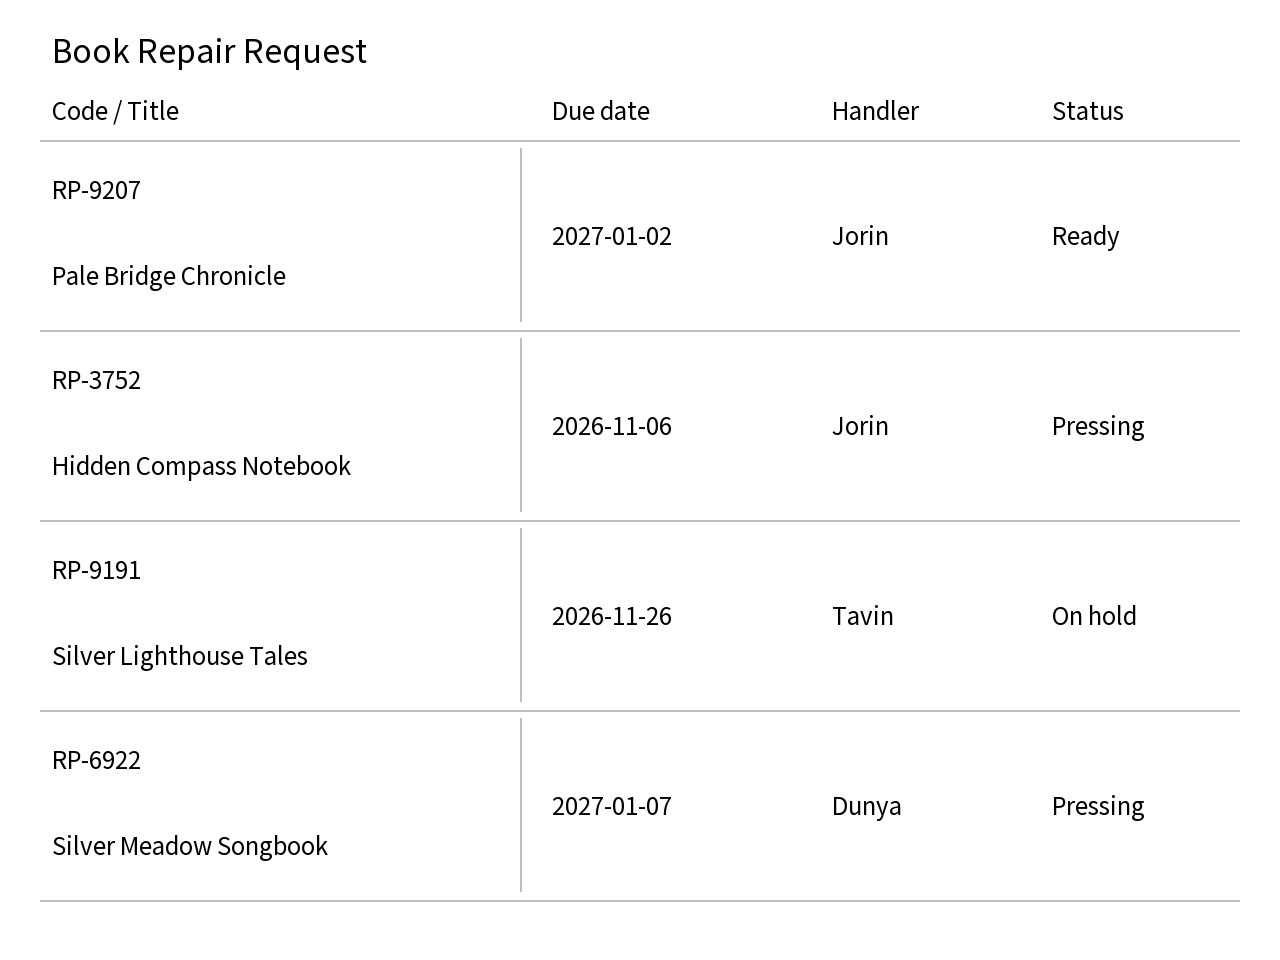 Book Repair Request
Code / Title Due date Handler Status
RP-9207
Pale Bridge Chronicle
2027-01-02 Jorin Ready
RP-3752
Hidden Compass Notebook
2026-11-06 Jorin Pressing
RP-9191
Silver Lighthouse Tales
2026-11-26 Tavin On hold
RP-6922
Silver Meadow Songbook
2027-01-07 Dunya Pressing